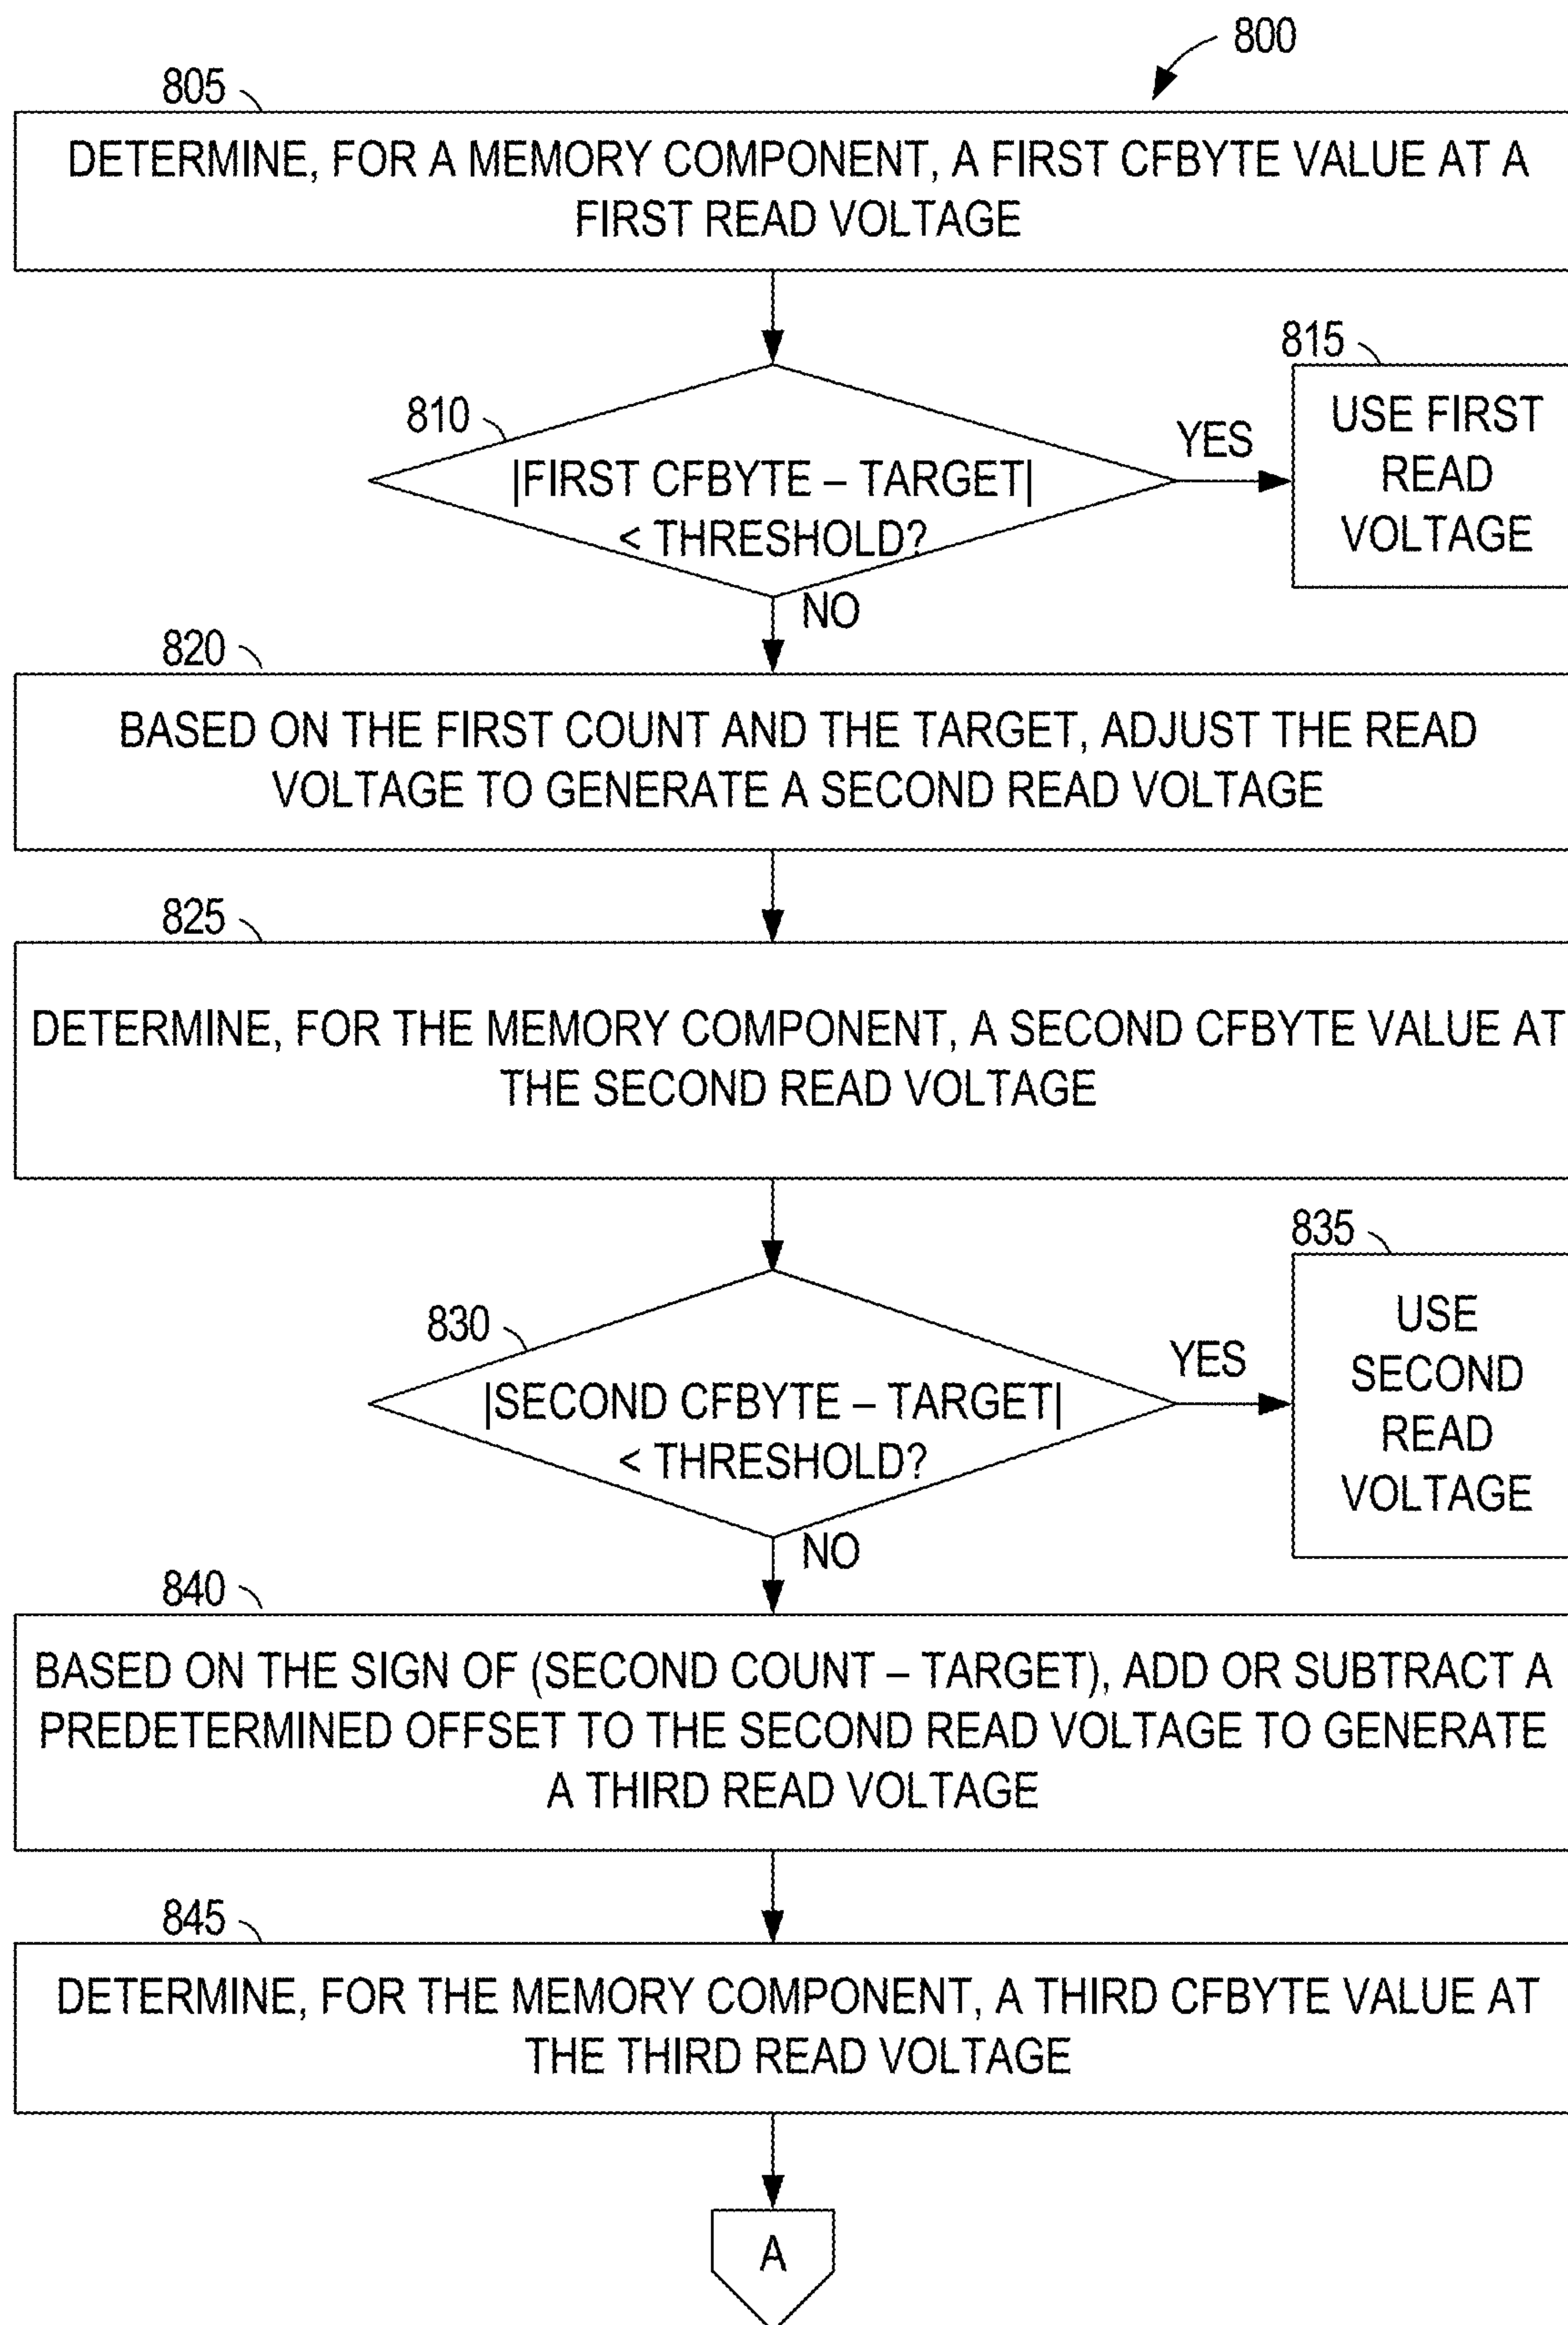 800
805
DETERMINE, FOR A MEMORY COMPONENT, A FIRST CFBYTE VALUE AT A
FIRST READ VOLTAGE
810
|FIRST CFBYTE – TARGET|
< THRESHOLD?
YES
815
USE FIRST
READ
VOLTAGE
NO
820
BASED ON THE FIRST COUNT AND THE TARGET, ADJUST THE READ
VOLTAGE TO GENERATE A SECOND READ VOLTAGE
825
DETERMINE, FOR THE MEMORY COMPONENT, A SECOND CFBYTE VALUE AT
THE SECOND READ VOLTAGE
830
|SECOND CFBYTE – TARGET|
< THRESHOLD?
YES
835
USE
SECOND
READ
VOLTAGE
NO
840
BASED ON THE SIGN OF (SECOND COUNT – TARGET), ADD OR SUBTRACT A
PREDETERMINED OFFSET TO THE SECOND READ VOLTAGE TO GENERATE
A THIRD READ VOLTAGE
845
DETERMINE, FOR THE MEMORY COMPONENT, A THIRD CFBYTE VALUE AT
THE THIRD READ VOLTAGE
A